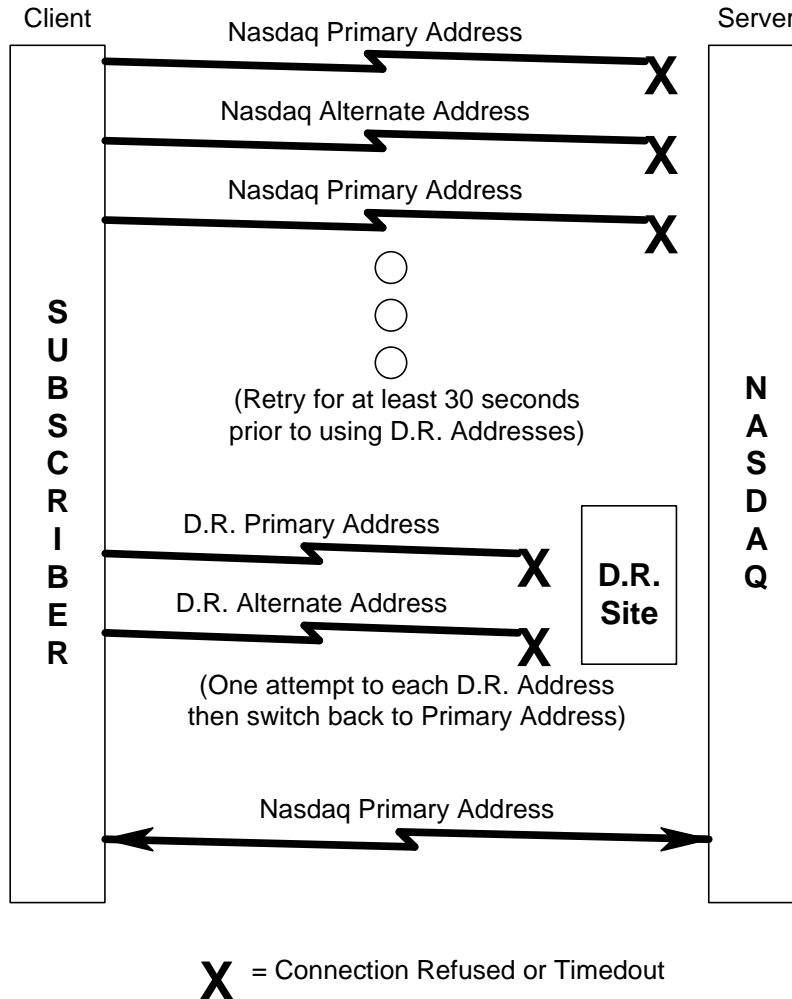 Client
Server
Nasdaq Primary Address
X
Nasdaq Alternate Address
X
Nasdaq Primary Address
X
SUBSCRIBER
(Retry for at least 30 seconds
prior to using D.R. Addresses)
NASDAQ
D.R. Primary Address
X
D.R.
Site
D.R. Alternate Address
X
(One attempt to each D.R. Address
then switch back to Primary Address)
Nasdaq Primary Address
X = Connection Refused or Timedout